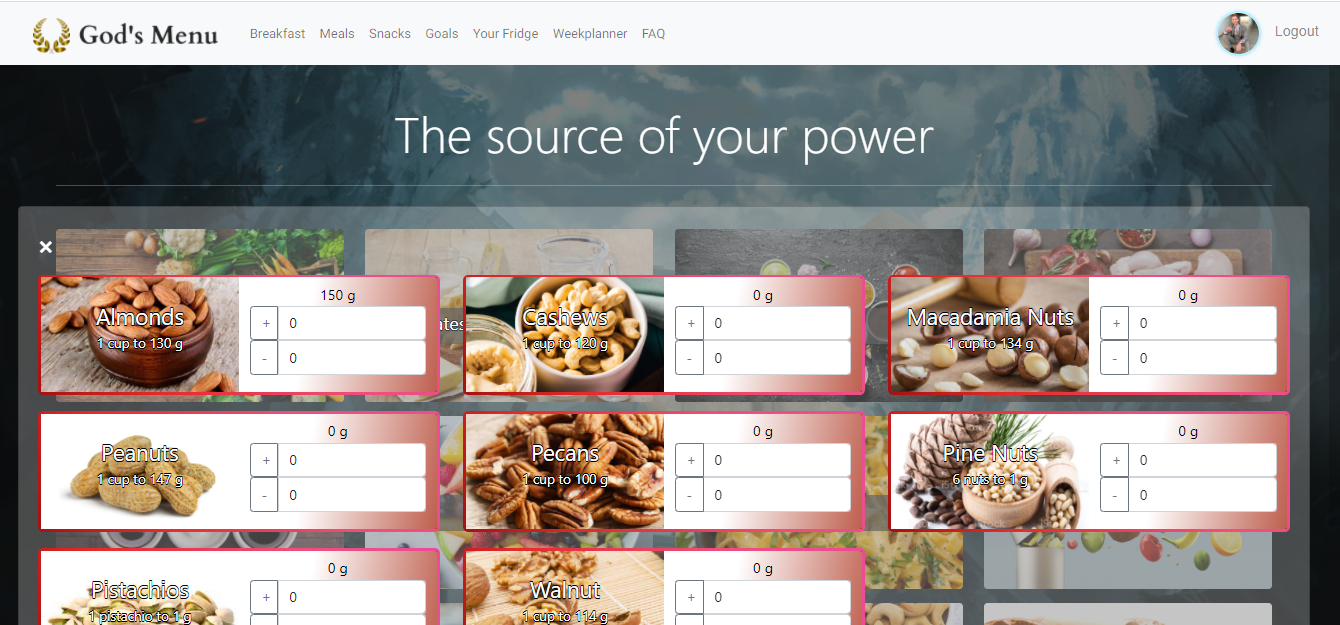 God's Menu
Breakfast Meals Snacks Goals Your Fridge Weekplanner FAQ
Logout
The source of your power
×
Almonds
1 cup to 130 g
150 g
+ 0
- 0
Cashews
1 cup to 120 g
0 g
+ 0
- 0
Macadamia Nuts
1 cup to 134 g
0 g
+ 0
- 0
Peanuts
1 cup to 147 g
0 g
+ 0
- 0
Pecans
1 cup to 100 g
0 g
+ 0
- 0
Pine Nuts
6 nuts to 1 g
0 g
+ 0
- 0
Pistachios
1 pistachio to 1 g
0 g
+ 0
Walnut
1 cup to 114 g
0 g
+ 0